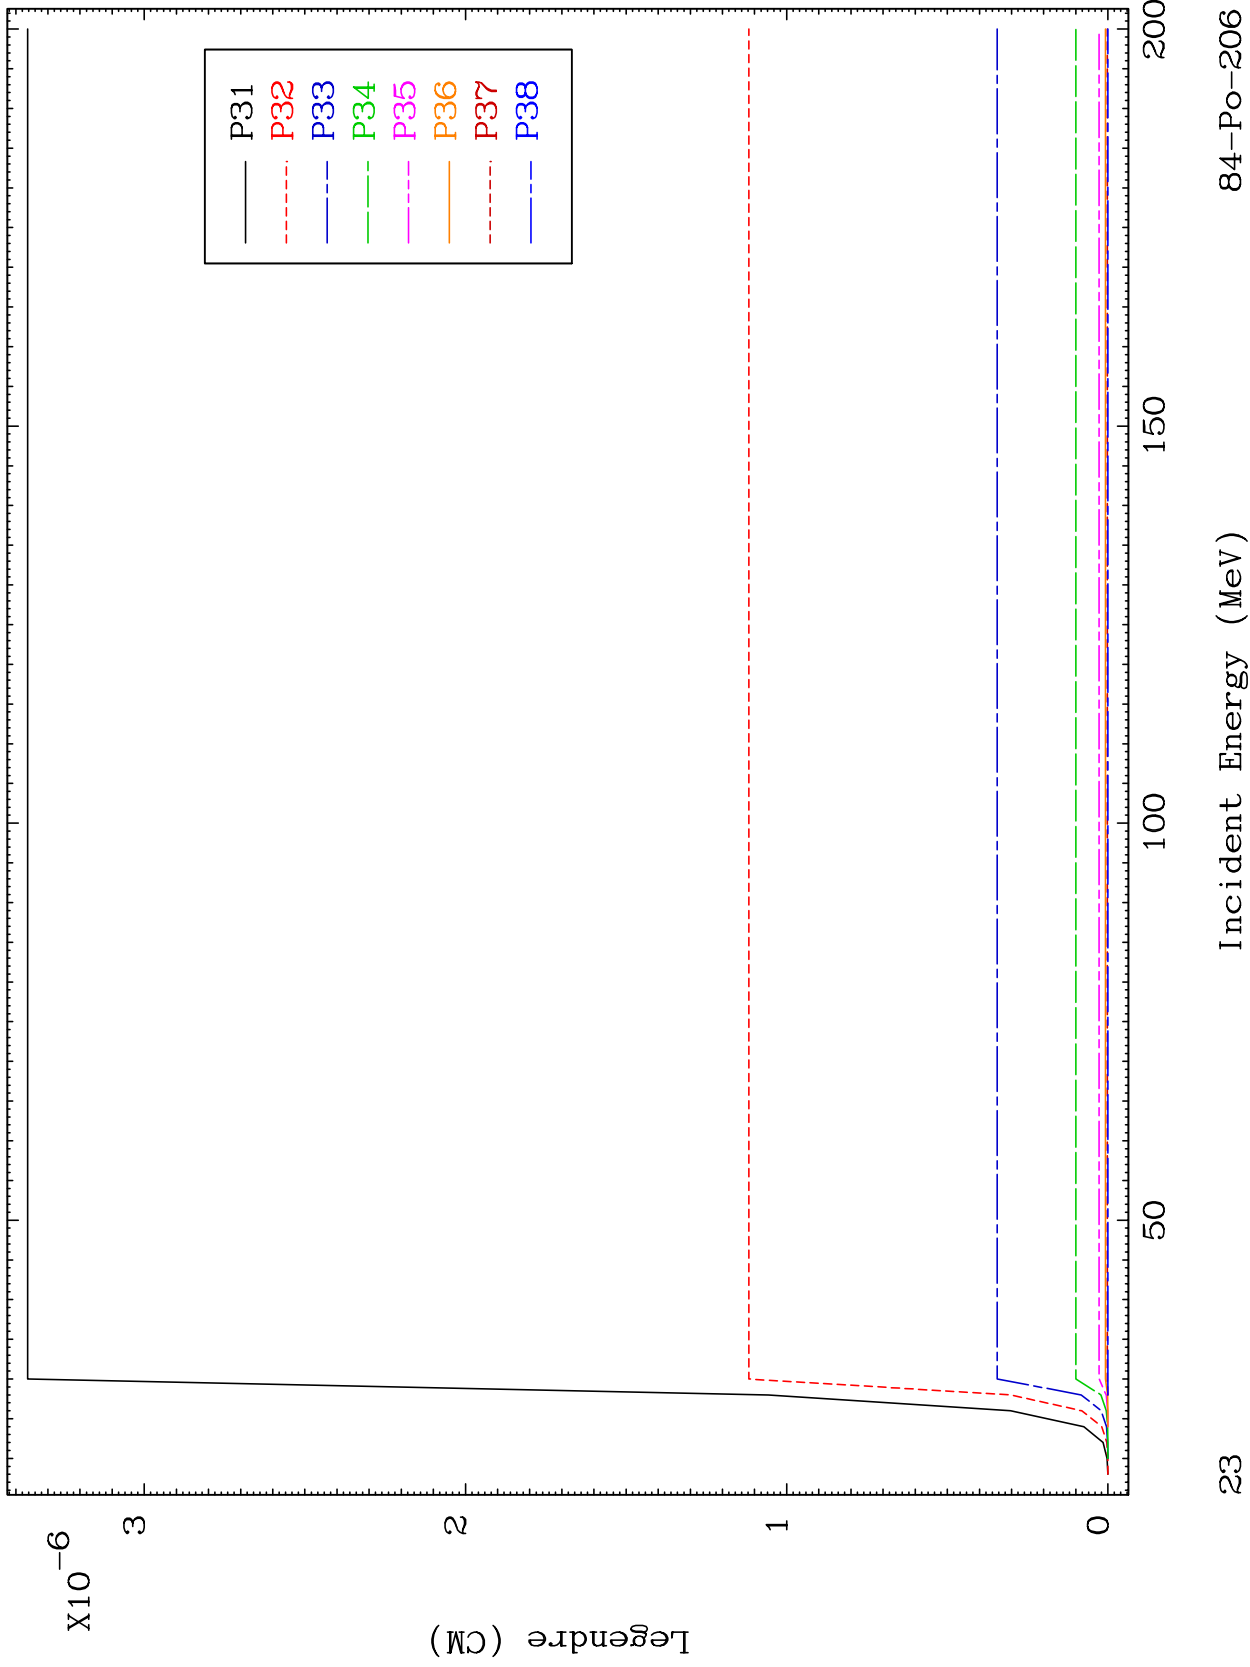 X10-6
3
2
1
0
Legendre (CM)
P31
P32
P33
P34
P35
P36
P37
P38
50
100
150
200
Incident Energy (MeV)
23
84-Po-206